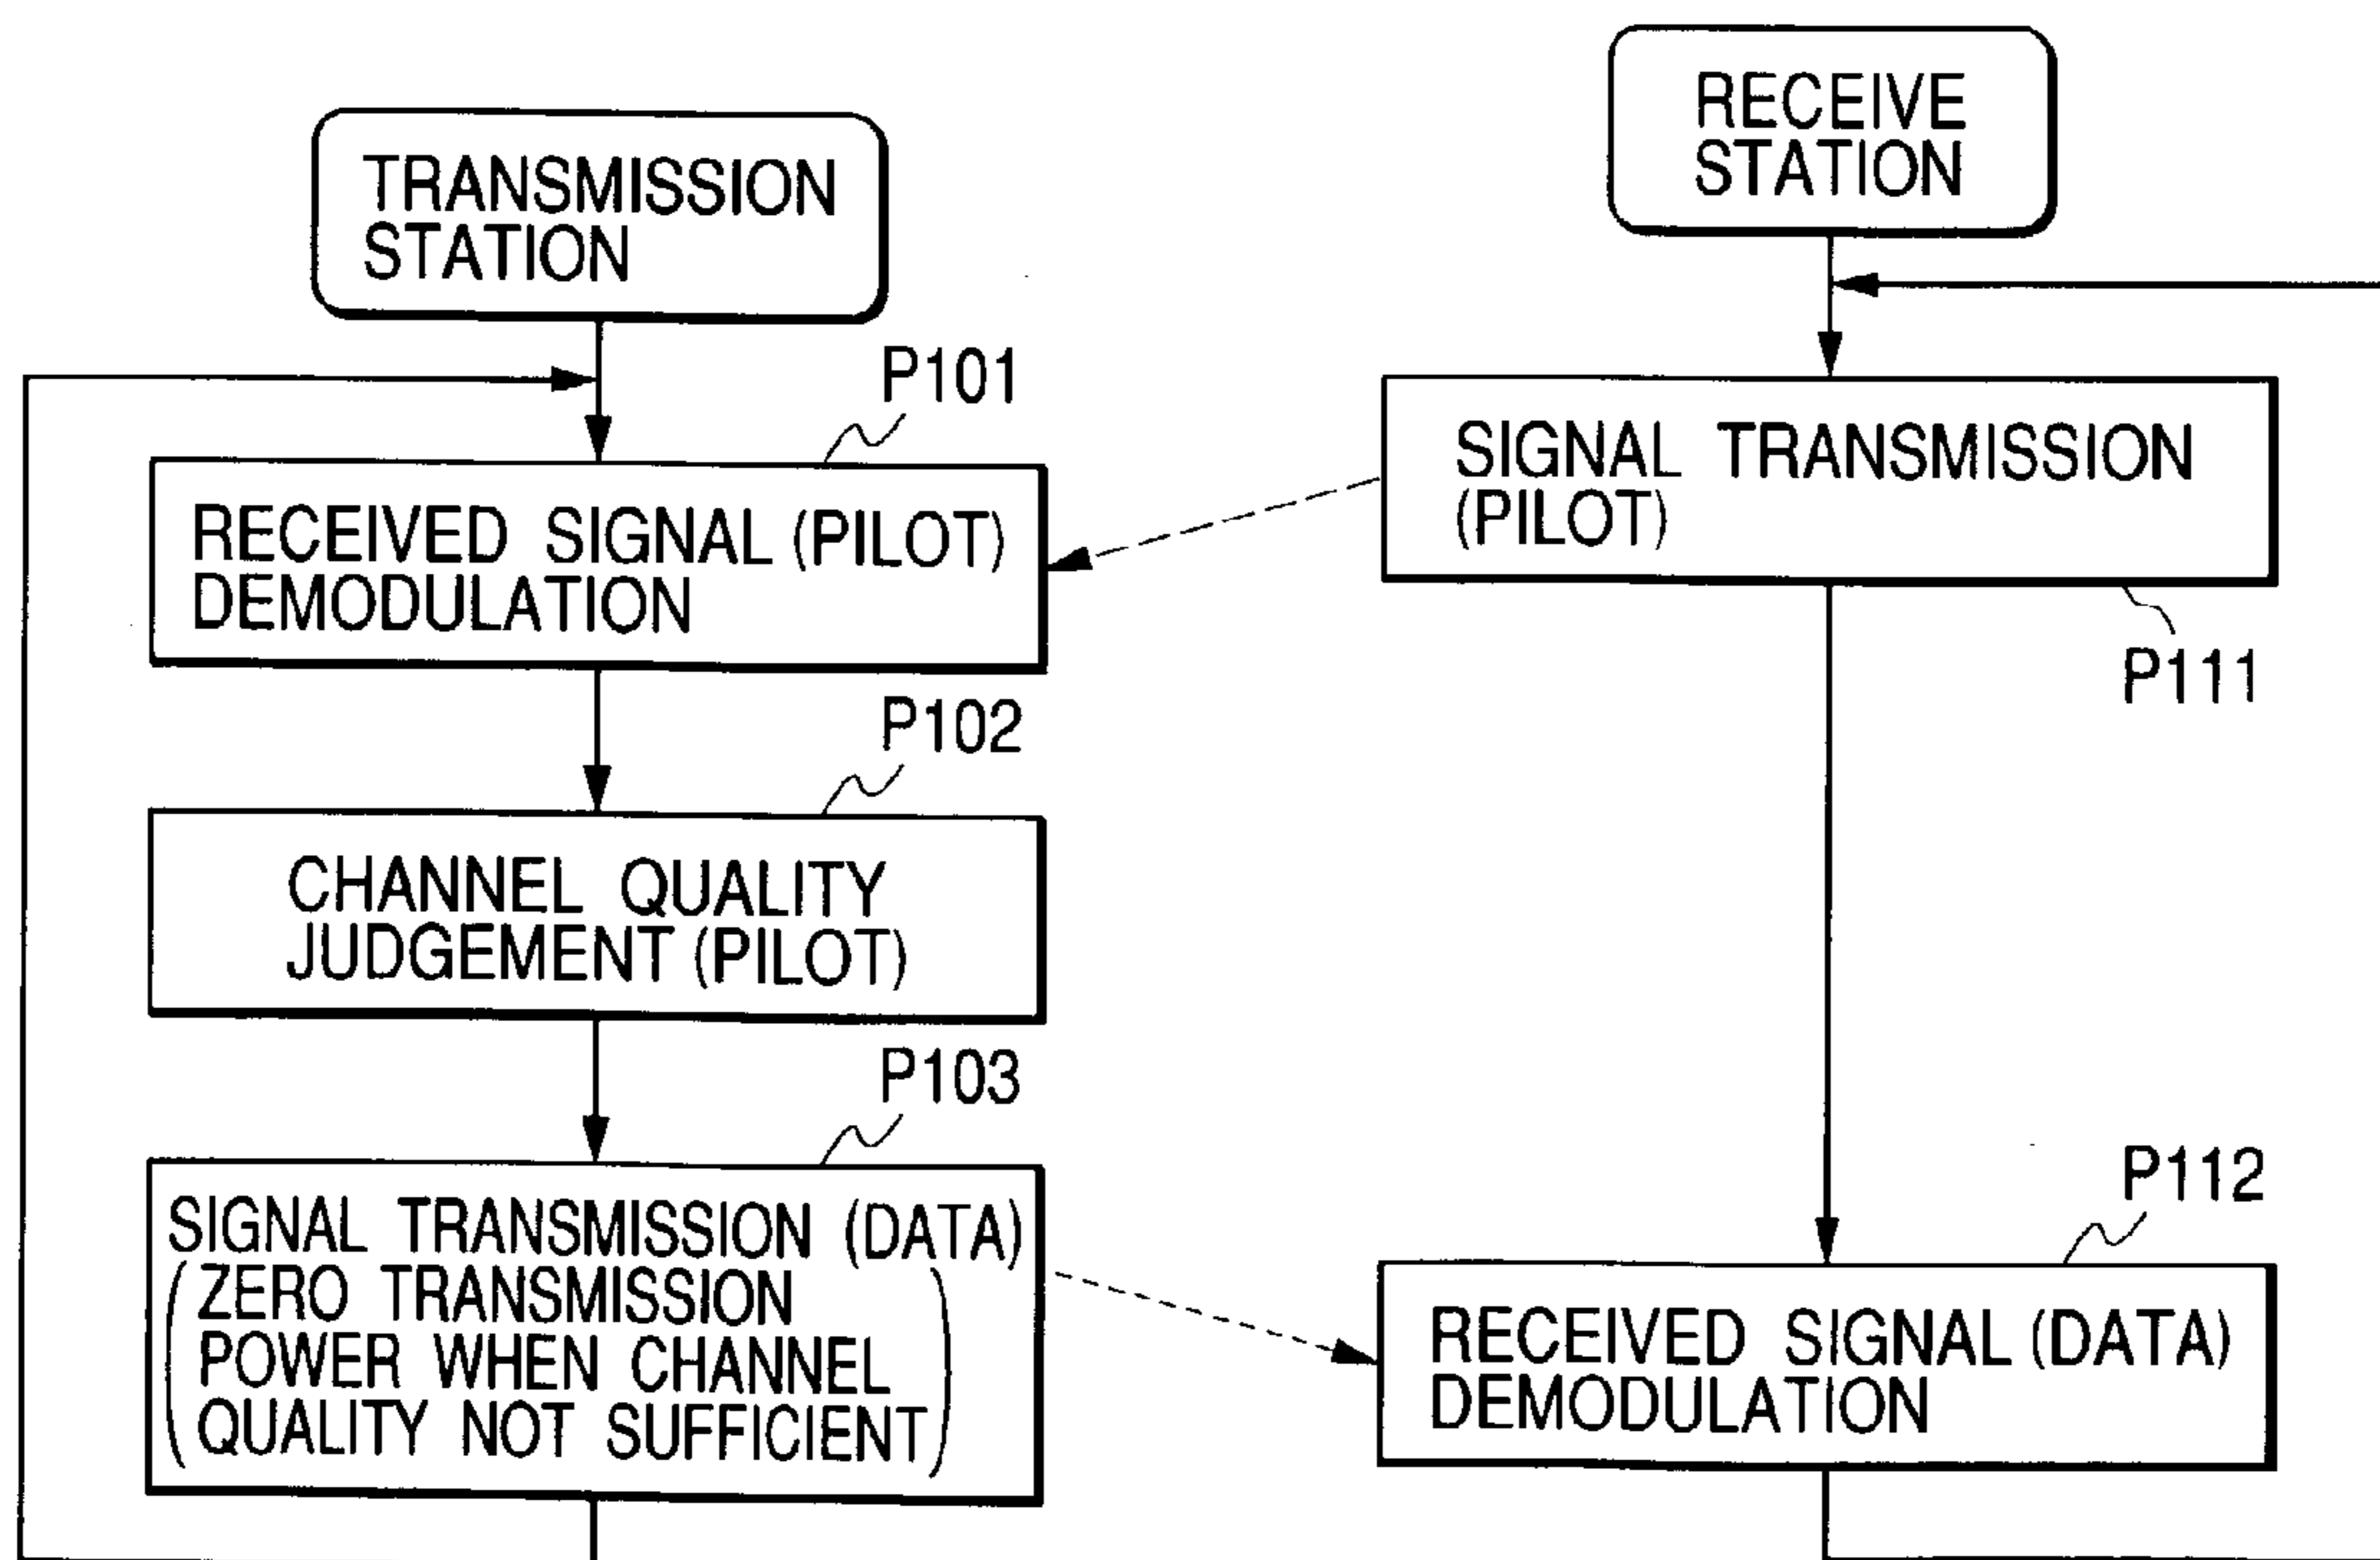 TRANSMISSION
STATION
P101
RECEIVED SIGNAL (PILOT)
DEMODULATION
P102
CHANNEL QUALITY
JUDGEMENT (PILOT)
P103
SIGNAL TRANSMISSION (DATA)
(ZERO TRANSMISSION
POWER WHEN CHANNEL
QUALITY NOT SUFFICIENT)
RECEIVE
STATION
SIGNAL TRANSMISSION
(PILOT)
P111
P112
RECEIVED SIGNAL (DATA)
DEMODULATION